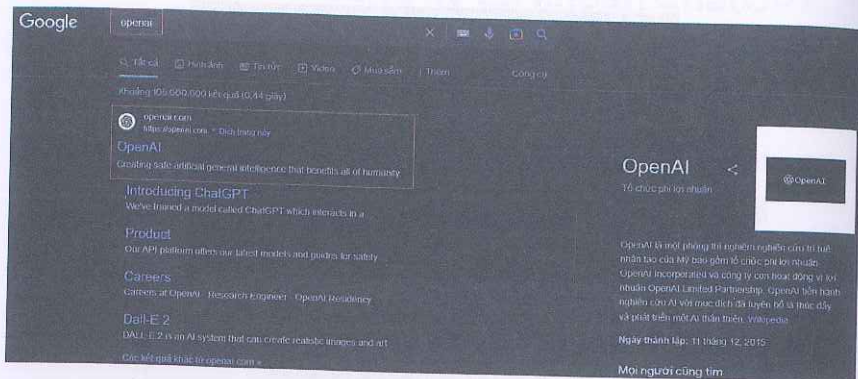 Google
openai
Tất cả Hình ảnh Tin tức Video Mua sắm Thêm Công cụ
Khoảng 105.000.000 kết quả (0,44 giây)
openai.com
https://openai.com Dịch trang này
OpenAI
Creating safe artificial general intelligence that benefits all of humanity
Introducing ChatGPT
We've trained a model called ChatGPT which interacts in a
Product
Our API platform offers our latest models and guides for safety
Careers
Careers at OpenAI · Research Engineer · OpenAI Residency
Dall-E 2
DALL·E 2 is an AI system that can create realistic images and art
Các kết quả khác từ openai.com »
OpenAI
Tổ chức phi lợi nhuận
OpenAI
OpenAI là một phòng thí nghiệm nghiên cứu trí tuệ
nhân tạo của Mỹ bao gồm tổ chức phi lợi nhuận
OpenAI Incorporated và công ty con hoạt động vì lợi
nhuận OpenAI Limited Partnership. OpenAI tiến hành
nghiên cứu AI với mục đích đã tuyên bố là thúc đẩy
và phát triển một AI thân thiện. Wikipedia
Ngày thành lập: 11 tháng 12, 2015
Mọi người cũng tìm